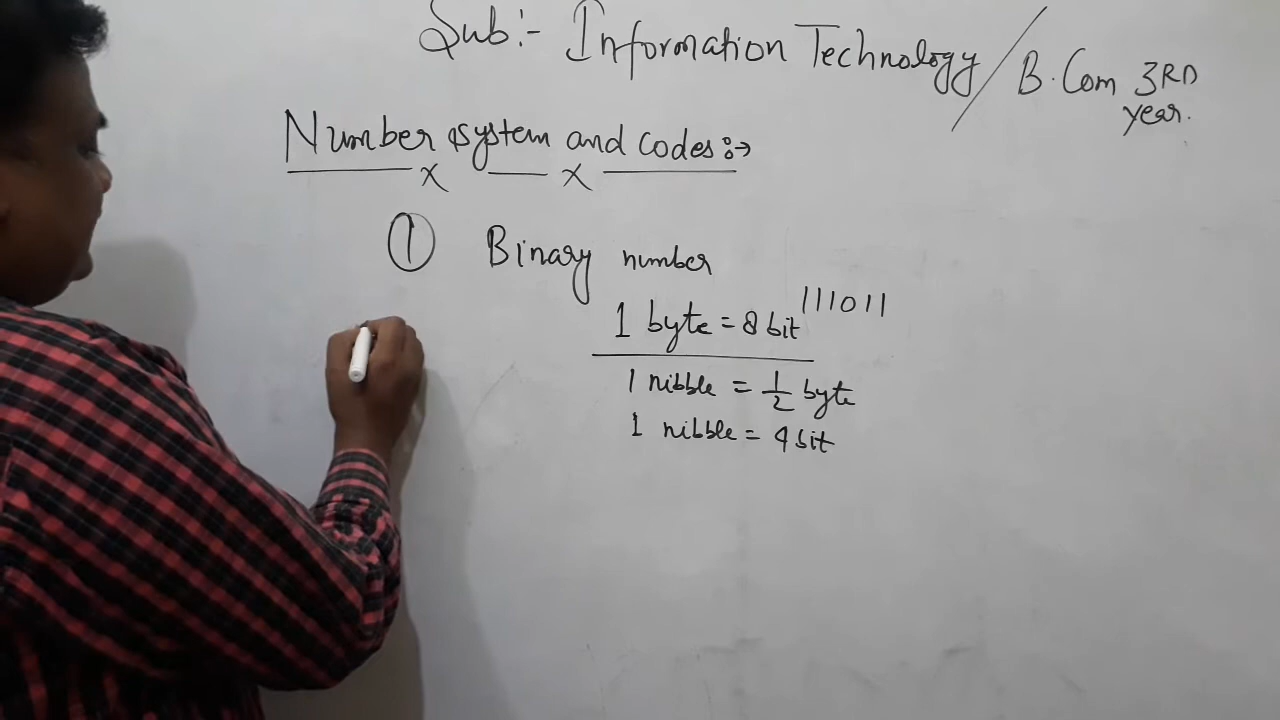 Sub:- Information Technology / B.Com 3RD
year.
Number system and codes:→
① Binary number
1 byte = 8 bit 111011
1 nibble = 1/2 byte
1 nibble = 4 bit